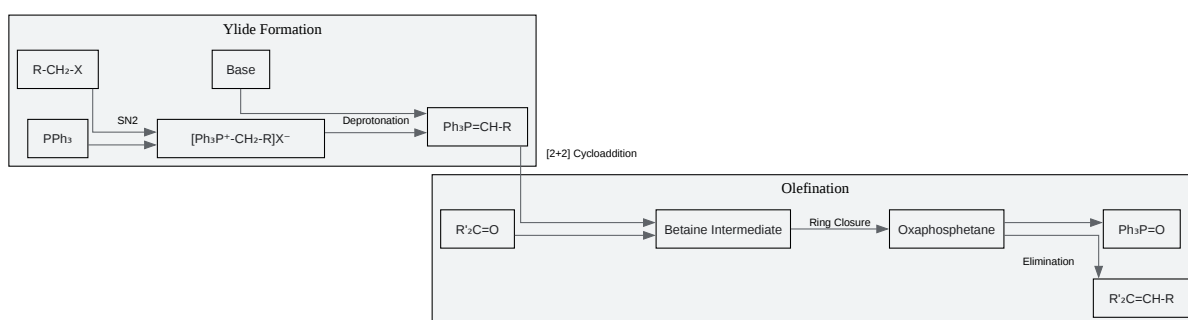 Ylide Formation
R-CH₂-X
Base
SN2
Deprotonation
Ph₃P=CH-R
PPh₃
[Ph₃P⁺-CH₂-R]X⁻
[2+2] Cycloaddition
Olefination
R'₂C=O
Betaine Intermediate
Ring Closure
Oxaphosphetane
Ph₃P=O
Elimination
R'₂C=CH-R